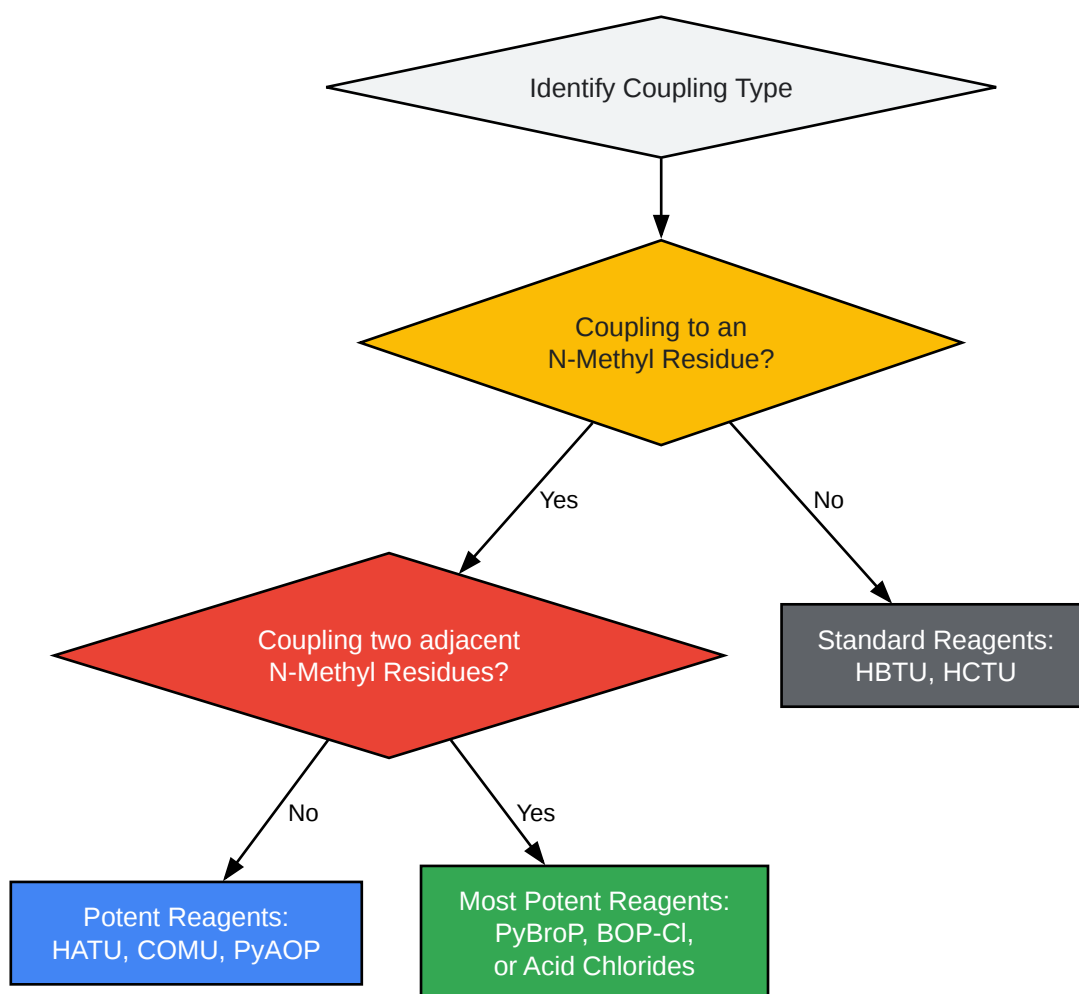 Identify Coupling Type
Coupling to an
N-Methyl Residue?
Yes
No
Coupling two adjacent
N-Methyl Residues?
Standard Reagents:
HBTU, HCTU
No
Yes
Potent Reagents:
HATU, COMU, PyAOP
Most Potent Reagents:
PyBroP, BOP-Cl,
or Acid Chlorides